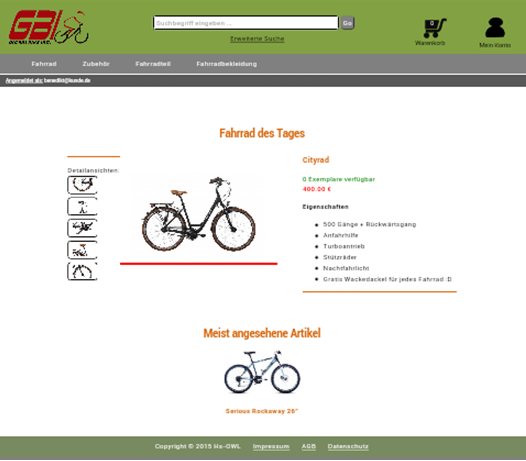 GBI
Suchbegriff eingeben ...
Go
Erweiterte Suche
0
Warenkorb
Mein Konto
Fahrrad
Zubehör
Fahrradteil
Fahrradbekleidung
Angemeldet als: benedikt@kunde.de
Fahrrad des Tages
Detailansichten:
Cityrad
0 Exemplare verfügbar
400.00 €
Eigenschaften
500 Gänge + Rückwärtsgang
Anfahrhilfe
Turboantrieb
Stützräder
Nachtfahrlicht
Gratis Wackedackel für jedes Fahrrad :D
Meist angesehene Artikel
Serious Rockaway 26"
Copyright © 2015 Hs-OWL Impressum AGB Datenschutz